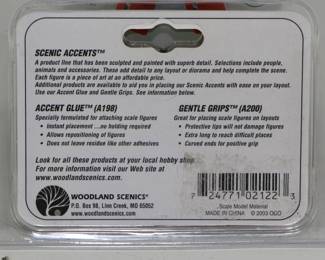 SCENIC ACCENTS™
A product line that has been sculpted and painted with superb detail. Selections include people,
animals and accessories. These add detail to any layout or diorama and help complete the scene.
Each figure is a piece of art at an affordable price.
Additional products are available to aid you in placing our Scenic Accents with ease on your layout.
Use our Accent Glue and Gentle Grips. See information below.
ACCENT GLUE™ (A198)
Specially formulated for attaching scale figures
• Instant placement ...no holding required
• Allows repositioning of figures
• Does not leave residue like other adhesives
GENTLE GRIPS™ (A200)
Great for placing scale figures on layouts
• Protective lips will not damage figures
• Extra long to reach difficult places
• Curved ends for positive grip
Look for all these products at your local hobby shop.
For more information visit our Web site at
www.woodlandscenics.com.
WOODLAND SCENICS®
P.O. Box 98, Linn Creek, MO 65052
www.woodlandscenics.com
7 24771 02122 3
Scale Model Material
MADE IN CHINA © 2003 OGO